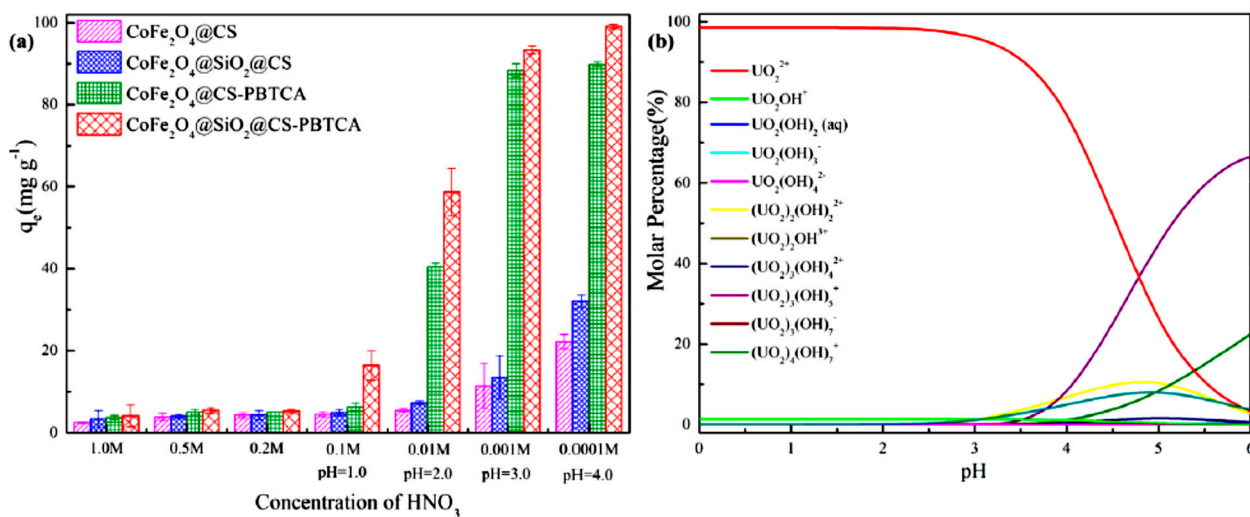 (a)
CoFe₂O₄@CS
CoFe₂O₄@SiO₂@CS
CoFe₂O₄@CS-PBTCA
CoFe₂O₄@SiO₂@CS-PBTCA
qₑ(mg g⁻¹)
100
80
60
40
20
0
1.0M 0.5M 0.2M 0.1M 0.01M 0.001M 0.0001M
pH=1.0 pH=2.0 pH=3.0 pH=4.0
Concentration of HNO₃
(b)
UO₂²⁺
UO₂OH⁺
UO₂(OH)₂ (aq)
UO₂(OH)₃⁻
UO₂(OH)₄²⁻
(UO₂)₂(OH)₂²⁺
(UO₂)₂OH³⁺
(UO₂)₃(OH)₄²⁺
(UO₂)₃(OH)₅⁺
(UO₂)₃(OH)₇⁻
(UO₂)₄(OH)₇⁺
Molar Percentage(%)
100
80
60
40
20
0
0 1 2 3 4 5 6
pH